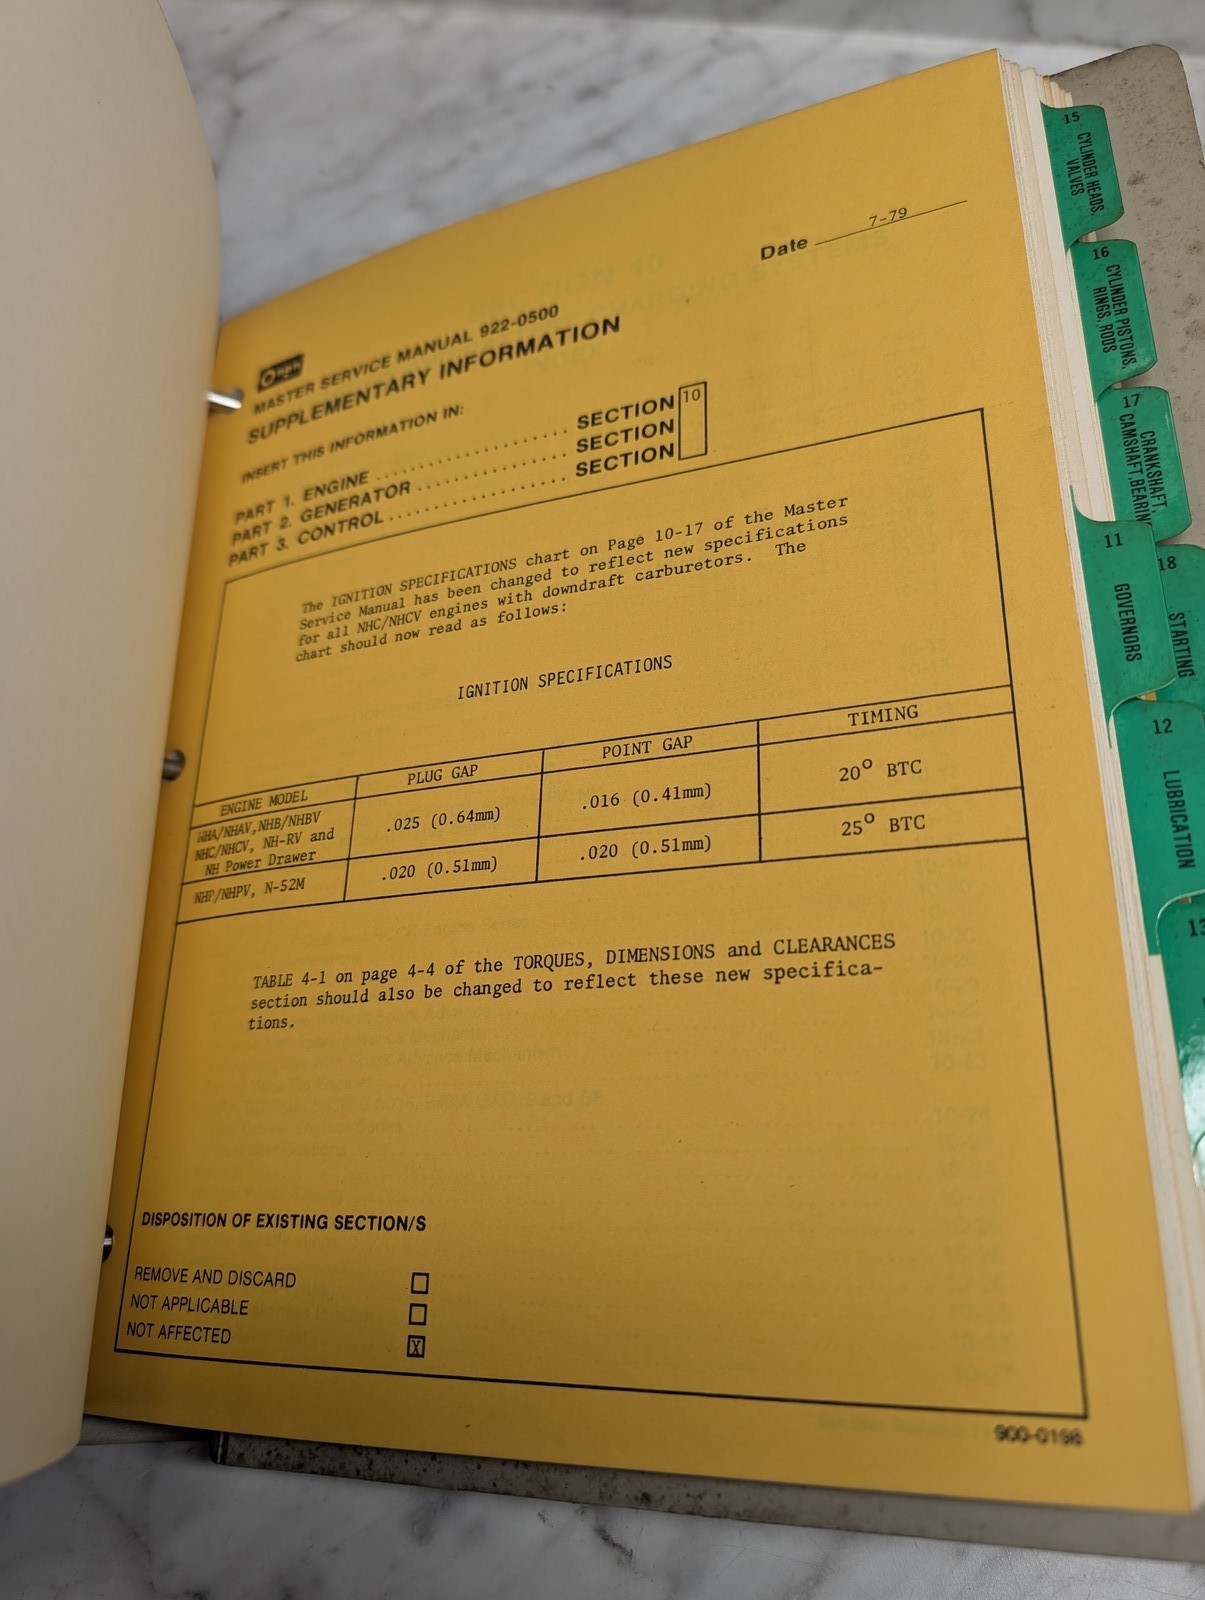 Date 7-79
Onan
MASTER SERVICE MANUAL 922-0500
SUPPLEMENTARY INFORMATION
INSERT THIS INFORMATION IN:
PART 1. ENGINE .................... SECTION 10
PART 2. GENERATOR ................ SECTION
PART 3. CONTROL ................... SECTION
The IGNITION SPECIFICATIONS chart on Page 10-17 of the Master
Service Manual has been changed to reflect new specifications
for all NHC/NHCV engines with downdraft carburetors. The
chart should now read as follows:
IGNITION SPECIFICATIONS
ENGINE MODEL PLUG GAP POINT GAP TIMING
NHA/NHAV, NHB/NHBV
NHC/NHCV, NH-RV and
NH Power Drawer
.025 (0.64mm) .016 (0.41mm) 20° BTC
NHP/NHPV, N-52M .020 (0.51mm) .020 (0.51mm) 25° BTC
TABLE 4-1 on page 4-4 of the TORQUES, DIMENSIONS and CLEARANCES
section should also be changed to reflect these new specifica-
tions.
DISPOSITION OF EXISTING SECTION/S
REMOVE AND DISCARD
NOT APPLICABLE
NOT AFFECTED X
900-0198
15
CYLINDER HEADS,
VALVES
16
CYLINDER PISTONS,
RINGS, RODS
17
CRANKSHAFT,
CAMSHAFT, BEARIN
11
GOVERNORS
18
STARTING
12
LUBRICATION
13